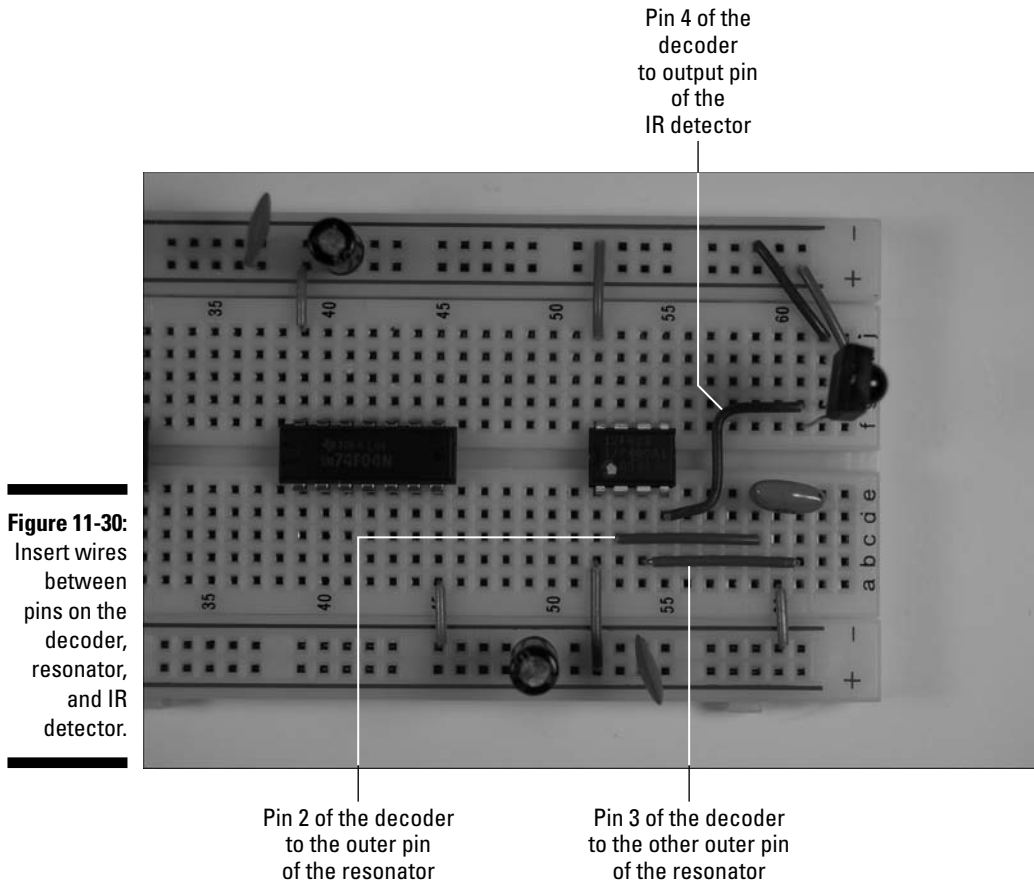 Pin 4 of the
decoder
to output pin
of the
IR detector
−
+
35
40
45
50
55
60
j
f
SN74F04N
e
d
c
b
a
35
40
50
55
−
+
Figure 11-30:
Insert wires
between
pins on the
decoder,
resonator,
and IR
detector.
Pin 2 of the decoder
to the outer pin
of the resonator
Pin 3 of the decoder
to the other outer pin
of the resonator